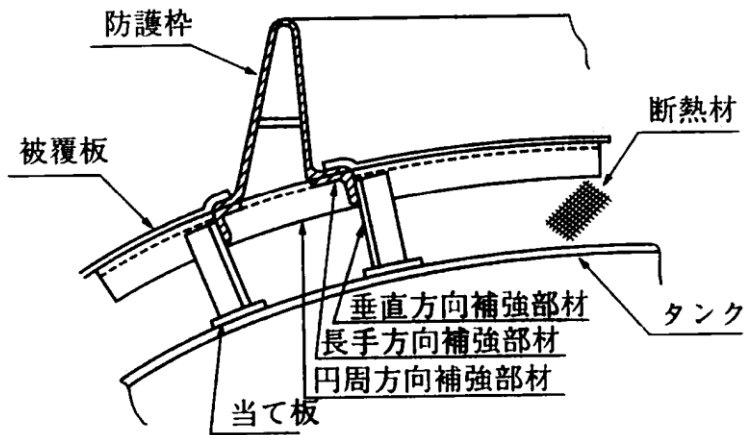 防護枠
断熱材
被覆板
垂直方向補強部材
タンク
長手方向補強部材
円周方向補強部材
当て板